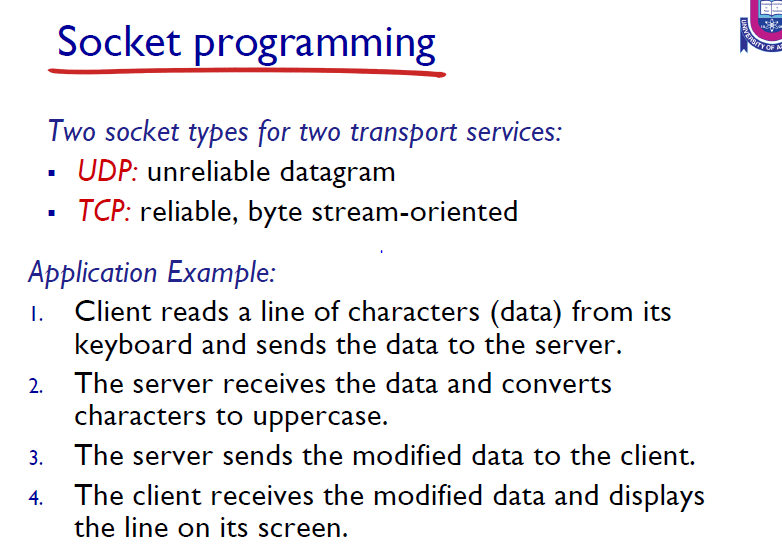 Socket programming
UNIVERSITY OF
Two socket types for two transport services:
▪ UDP: unreliable datagram
▪ TCP: reliable, byte stream-oriented
Application Example:
1. Client reads a line of characters (data) from its
keyboard and sends the data to the server.
2. The server receives the data and converts
characters to uppercase.
3. The server sends the modified data to the client.
4. The client receives the modified data and displays
the line on its screen.